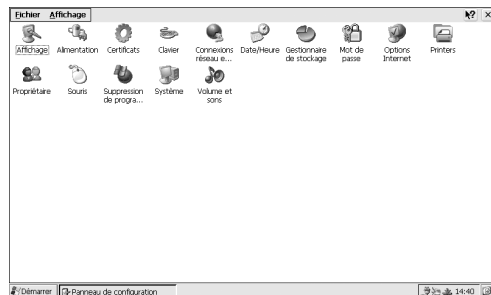 Fichier Affichage
Affichage Alimentation Certificats Clavier Connexions réseau e... Date/Heure Gestionnaire de stockage Mot de passe Options Internet Printers
Propriétaire Souris Suppression de progra... Système Volume et sons
Démarrer Panneau de configuration 14:40